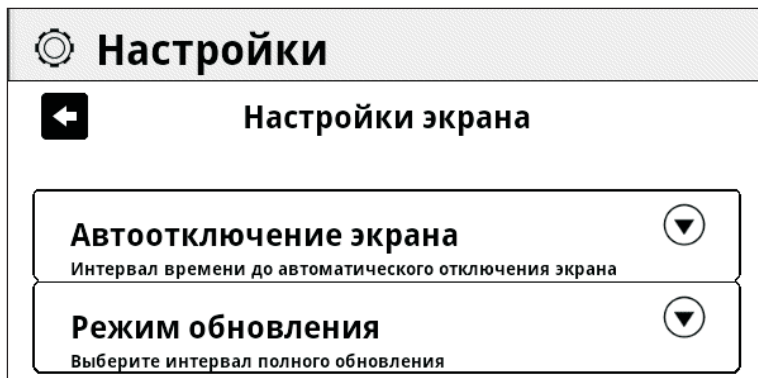 Настройки
Настройки экрана
Автоотключение экрана
Интервал времени до автоматического отключения экрана
Режим обновления
Выберите интервал полного обновления